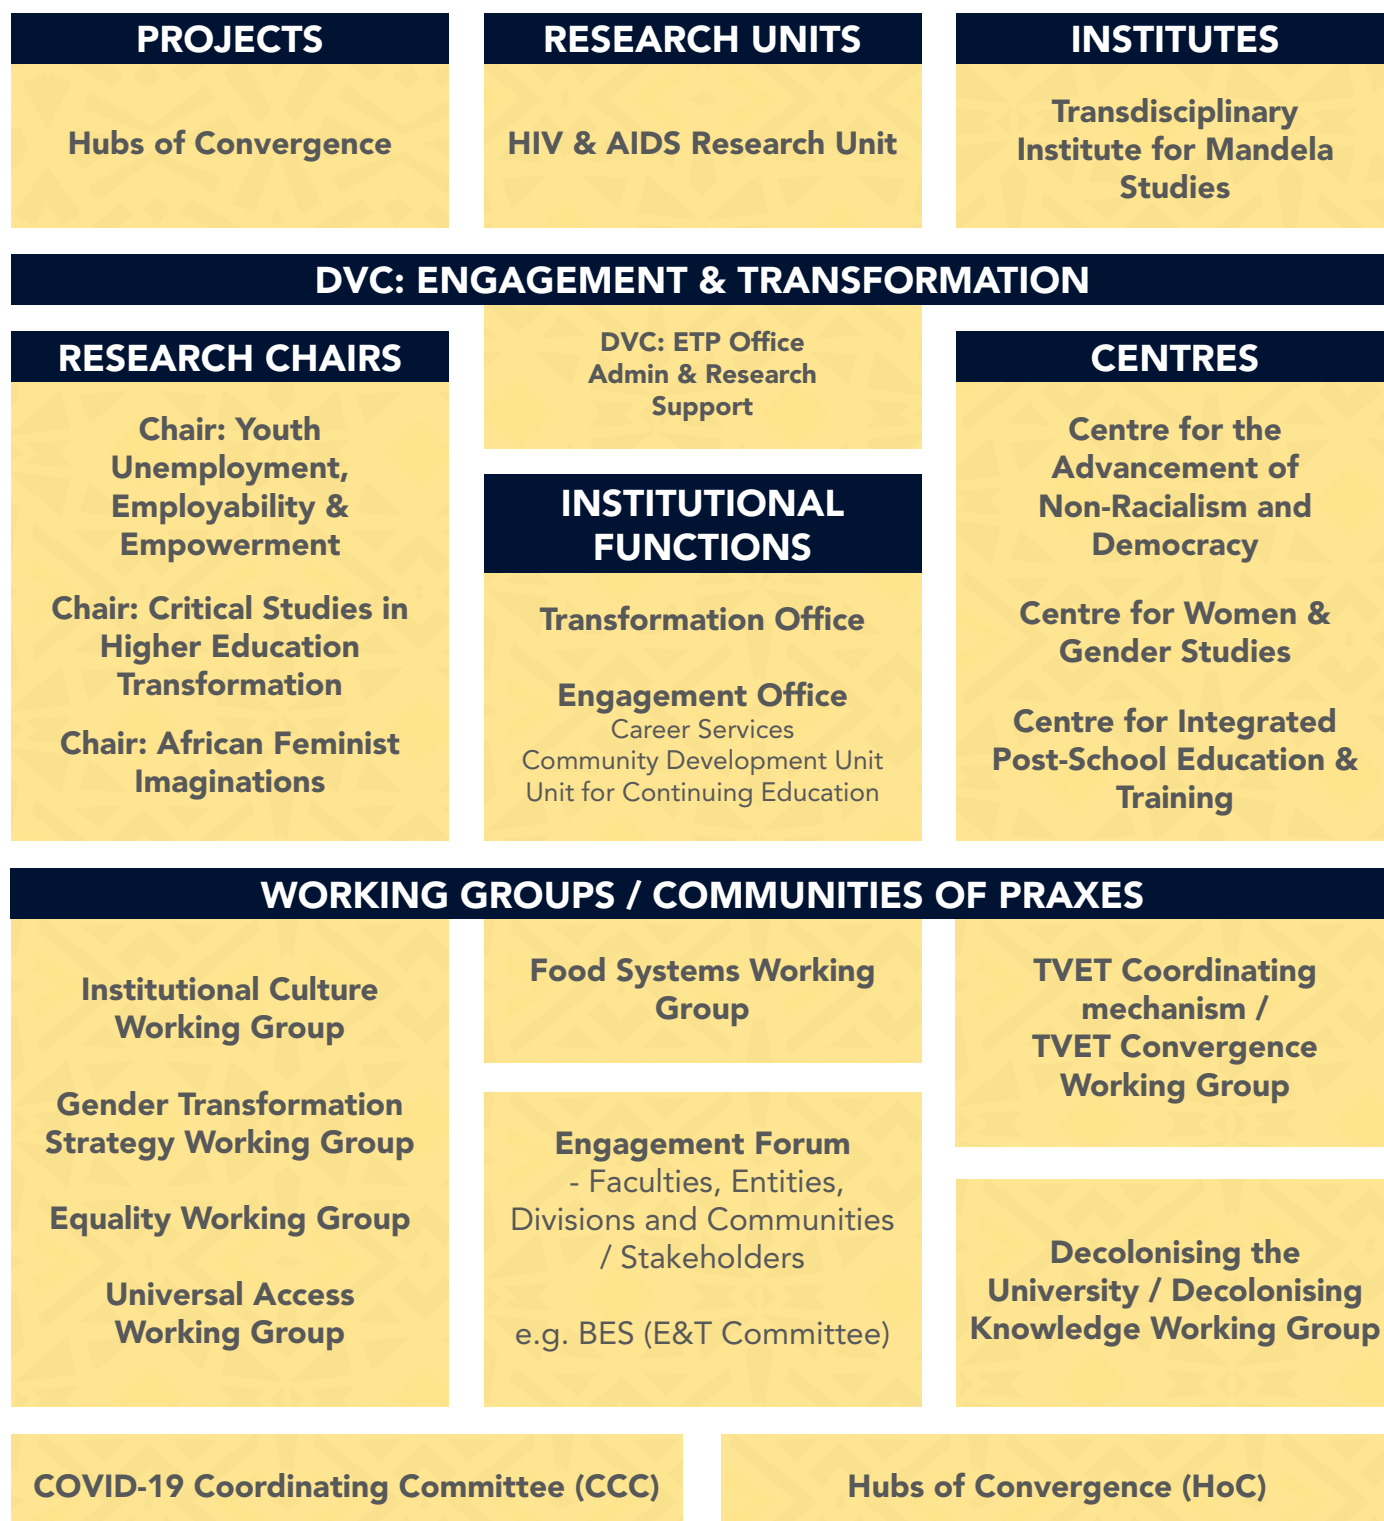 PROJECTS
Hubs of Convergence
RESEARCH UNITS
HIV & AIDS Research Unit
INSTITUTES
Transdisciplinary
Institute for Mandela
Studies
DVC: ENGAGEMENT & TRANSFORMATION
RESEARCH CHAIRS
Chair: Youth
Unemployment,
Employability &
Empowerment
Chair: Critical Studies in
Higher Education
Transformation
Chair: African Feminist
Imaginations
DVC: ETP Office
Admin & Research
Support
INSTITUTIONAL
FUNCTIONS
Transformation Office
Engagement Office
Career Services
Community Development Unit
Unit for Continuing Education
CENTRES
Centre for the
Advancement of
Non-Racialism and
Democracy
Centre for Women &
Gender Studies
Centre for Integrated
Post-School Education &
Training
WORKING GROUPS / COMMUNITIES OF PRAXES
Institutional Culture
Working Group
Gender Transformation
Strategy Working Group
Equality Working Group
Universal Access
Working Group
Food Systems Working
Group
Engagement Forum
- Faculties, Entities,
Divisions and Communities
/ Stakeholders
e.g. BES (E&T Committee)
TVET Coordinating
mechanism /
TVET Convergence
Working Group
Decolonising the
University / Decolonising
Knowledge Working Group
COVID-19 Coordinating Committee (CCC)
Hubs of Convergence (HoC)